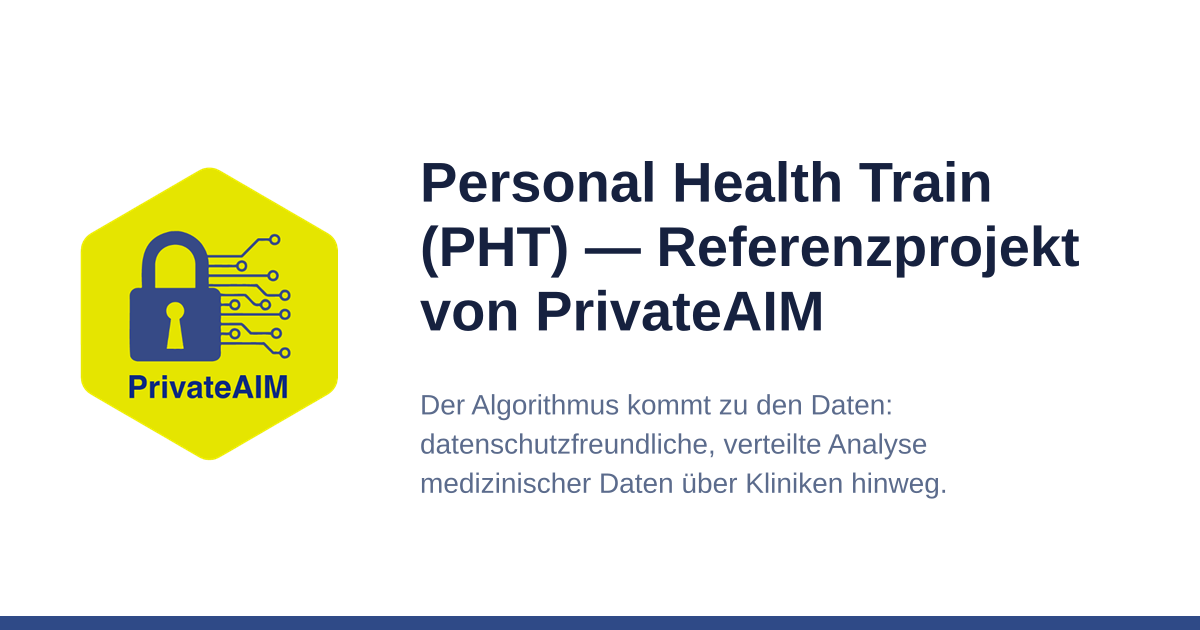 PrivateAIM
Personal Health Train
(PHT) — Referenzprojekt
von PrivateAIM
Der Algorithmus kommt zu den Daten:
datenschutzfreundliche, verteilte Analyse
medizinischer Daten über Kliniken hinweg.